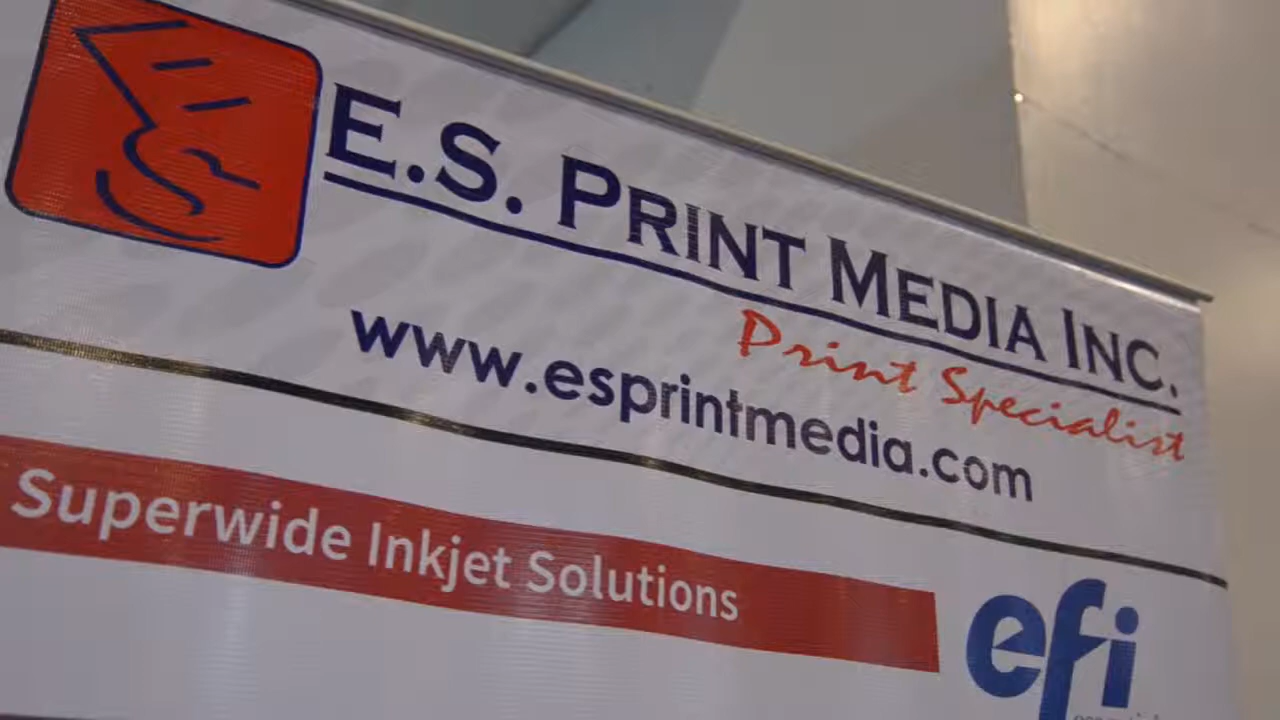 E.S. PRINT MEDIA INC.
Print Specialist
www.esprintmedia.com
Superwide Inkjet Solutions
efi